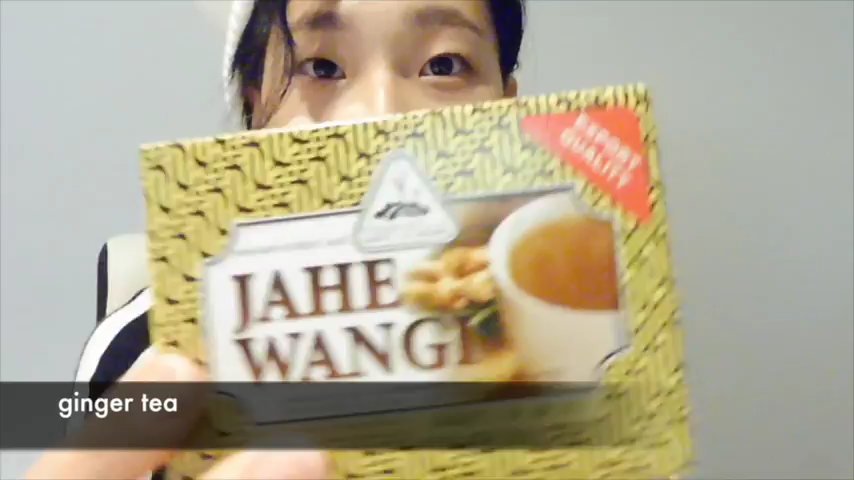 EXPORT
QUALITY
JAHE
WANGI
ginger tea